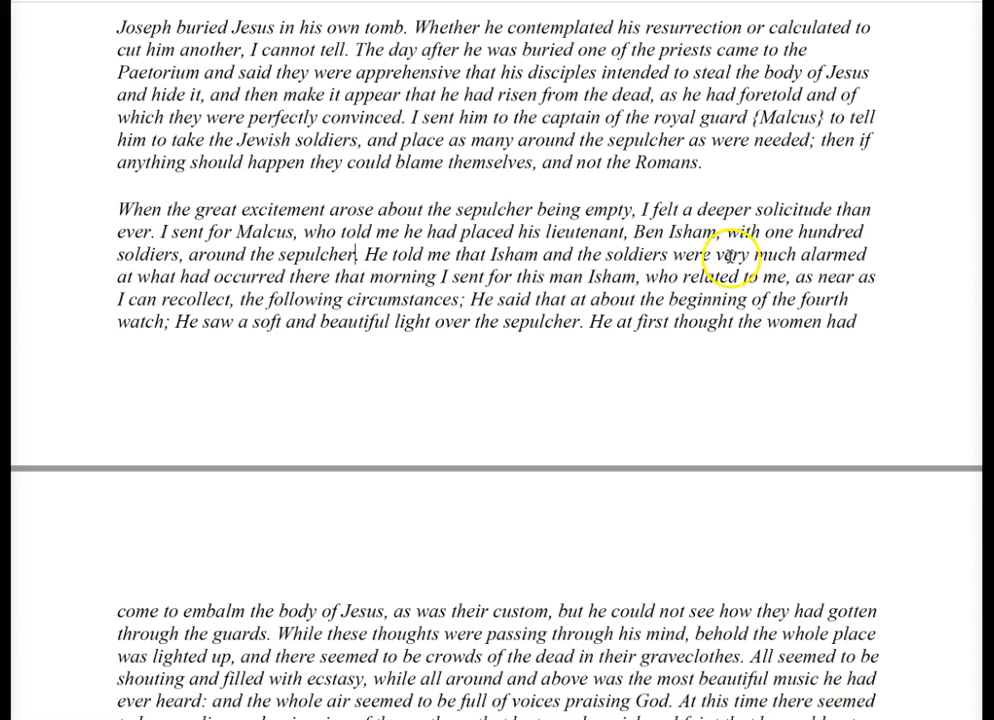 Joseph buried Jesus in his own tomb. Whether he contemplated his resurrection or calculated to
cut him another, I cannot tell. The day after he was buried one of the priests came to the
Paetorium and said they were apprehensive that his disciples intended to steal the body of Jesus
and hide it, and then make it appear that he had risen from the dead, as he had foretold and of
which they were perfectly convinced. I sent him to the captain of the royal guard {Malcus} to tell
him to take the Jewish soldiers, and place as many around the sepulcher as were needed; then if
anything should happen they could blame themselves, and not the Romans.
When the great excitement arose about the sepulcher being empty, I felt a deeper solicitude than
ever. I sent for Malcus, who told me he had placed his lieutenant, Ben Isham, with one hundred
soldiers, around the sepulcher. He told me that Isham and the soldiers were very much alarmed
at what had occurred there that morning I sent for this man Isham, who related to me, as near as
I can recollect, the following circumstances; He said that at about the beginning of the fourth
watch; He saw a soft and beautiful light over the sepulcher. He at first thought the women had
come to embalm the body of Jesus, as was their custom, but he could not see how they had gotten
through the guards. While these thoughts were passing through his mind, behold the whole place
was lighted up, and there seemed to be crowds of the dead in their graveclothes. All seemed to be
shouting and filled with ecstasy, while all around and above was the most beautiful music he had
ever heard: and the whole air seemed to be full of voices praising God. At this time there seemed